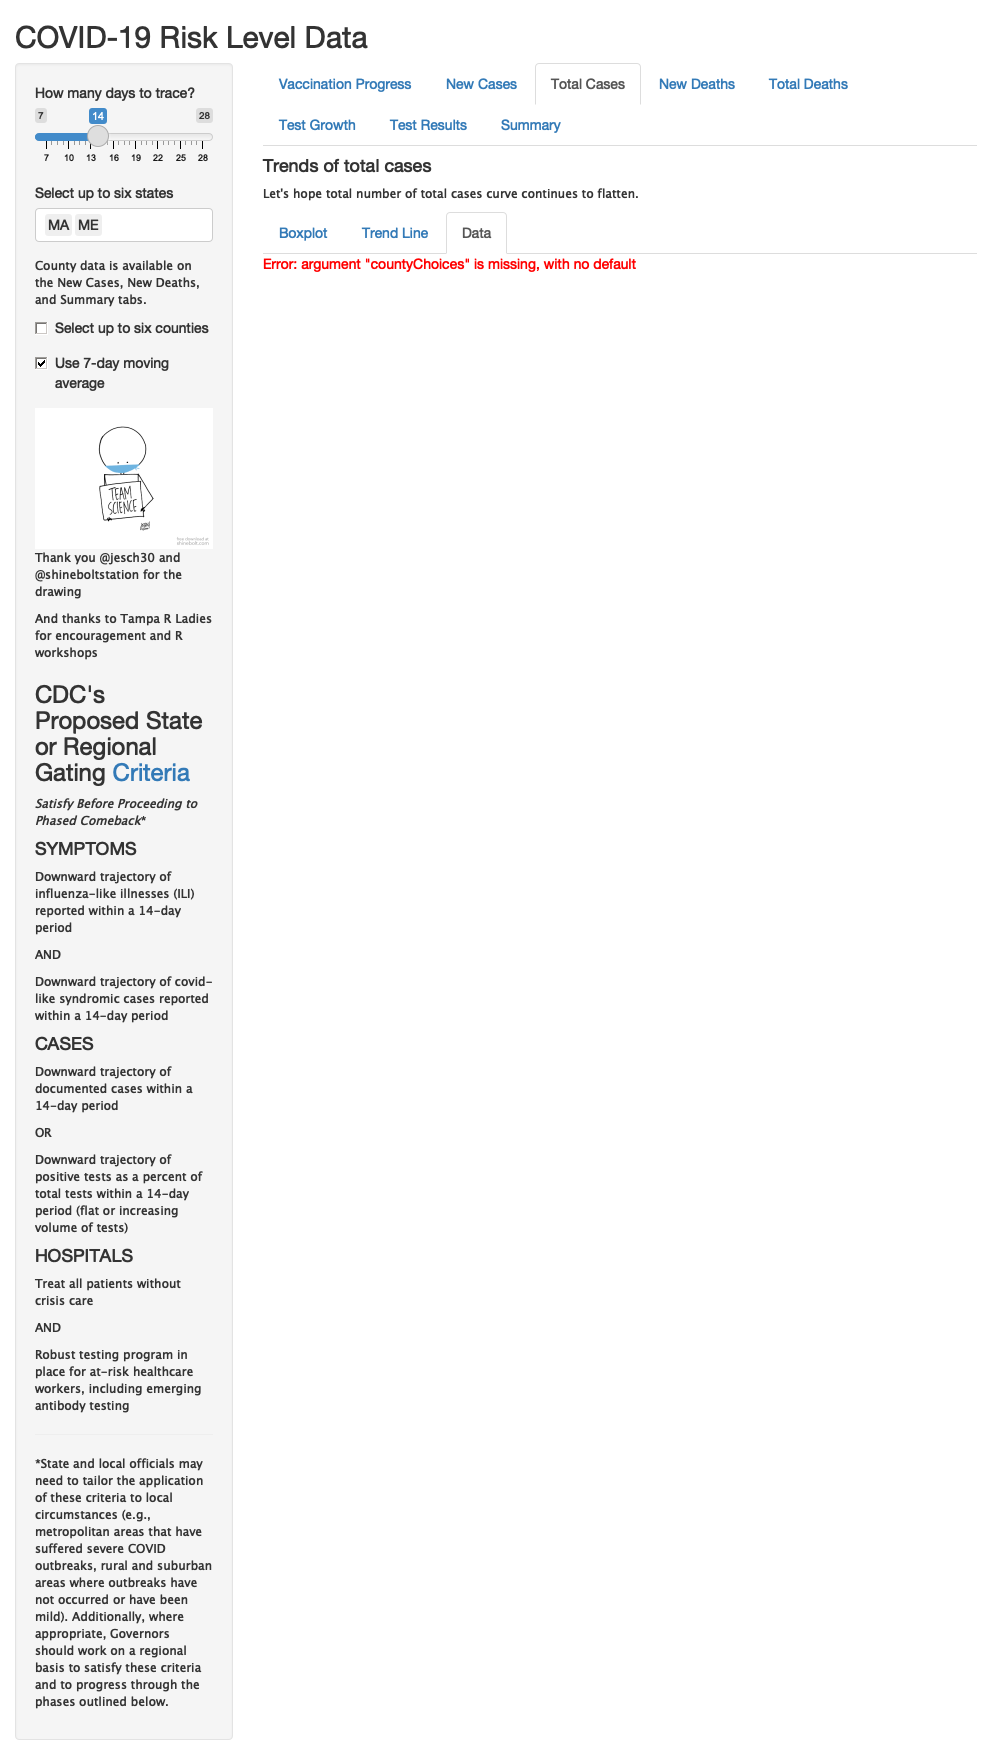 COVID-19 Risk Level Data
How many days to trace?
7 14 28
7 10 13 16 19 22 25 28
Select up to six states
MA ME
County data is available on
the New Cases, New Deaths,
and Summary tabs.
Select up to six counties
Use 7-day moving
average
TEAM
SCIENCE
free download at
shinebolt.com
Thank you @jesch30 and
@shineboltstation for the
drawing
And thanks to Tampa R Ladies
for encouragement and R
workshops
CDC's
Proposed State
or Regional
Gating Criteria
Satisfy Before Proceeding to
Phased Comeback*
SYMPTOMS
Downward trajectory of
influenza-like illnesses (ILI)
reported within a 14-day
period
AND
Downward trajectory of covid-
like syndromic cases reported
within a 14-day period
CASES
Downward trajectory of
documented cases within a
14-day period
OR
Downward trajectory of
positive tests as a percent of
total tests within a 14-day
period (flat or increasing
volume of tests)
HOSPITALS
Treat all patients without
crisis care
AND
Robust testing program in
place for at-risk healthcare
workers, including emerging
antibody testing
*State and local officials may
need to tailor the application
of these criteria to local
circumstances (e.g.,
metropolitan areas that have
suffered severe COVID
outbreaks, rural and suburban
areas where outbreaks have
not occurred or have been
mild). Additionally, where
appropriate, Governors
should work on a regional
basis to satisfy these criteria
and to progress through the
phases outlined below.
Vaccination Progress New Cases Total Cases New Deaths Total Deaths
Test Growth Test Results Summary
Trends of total cases
Let's hope total number of total cases curve continues to flatten.
Boxplot Trend Line Data
Error: argument "countyChoices" is missing, with no default